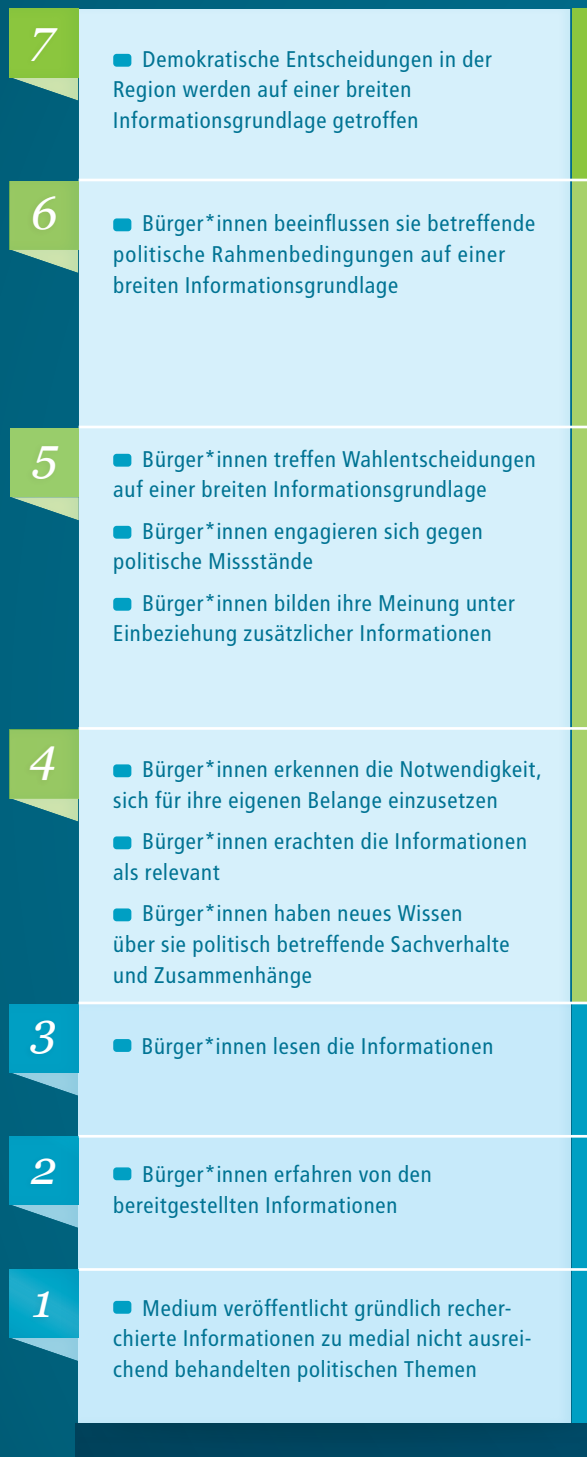 7
Demokratische Entscheidungen in der
Region werden auf einer breiten
Informationsgrundlage getroffen
6
Bürger*innen beeinflussen sie betreffende
politische Rahmenbedingungen auf einer
breiten Informationsgrundlage
5
Bürger*innen treffen Wahlentscheidungen
auf einer breiten Informationsgrundlage
Bürger*innen engagieren sich gegen
politische Missstände
Bürger*innen bilden ihre Meinung unter
Einbeziehung zusätzlicher Informationen
4
Bürger*innen erkennen die Notwendigkeit,
sich für ihre eigenen Belange einzusetzen
Bürger*innen erachten die Informationen
als relevant
Bürger*innen haben neues Wissen
über sie politisch betreffende Sachverhalte
und Zusammenhänge
3
Bürger*innen lesen die Informationen
2
Bürger*innen erfahren von den
bereitgestellten Informationen
1
Medium veröffentlicht gründlich recher-
chierte Informationen zu medial nicht ausrei-
chend behandelten politischen Themen